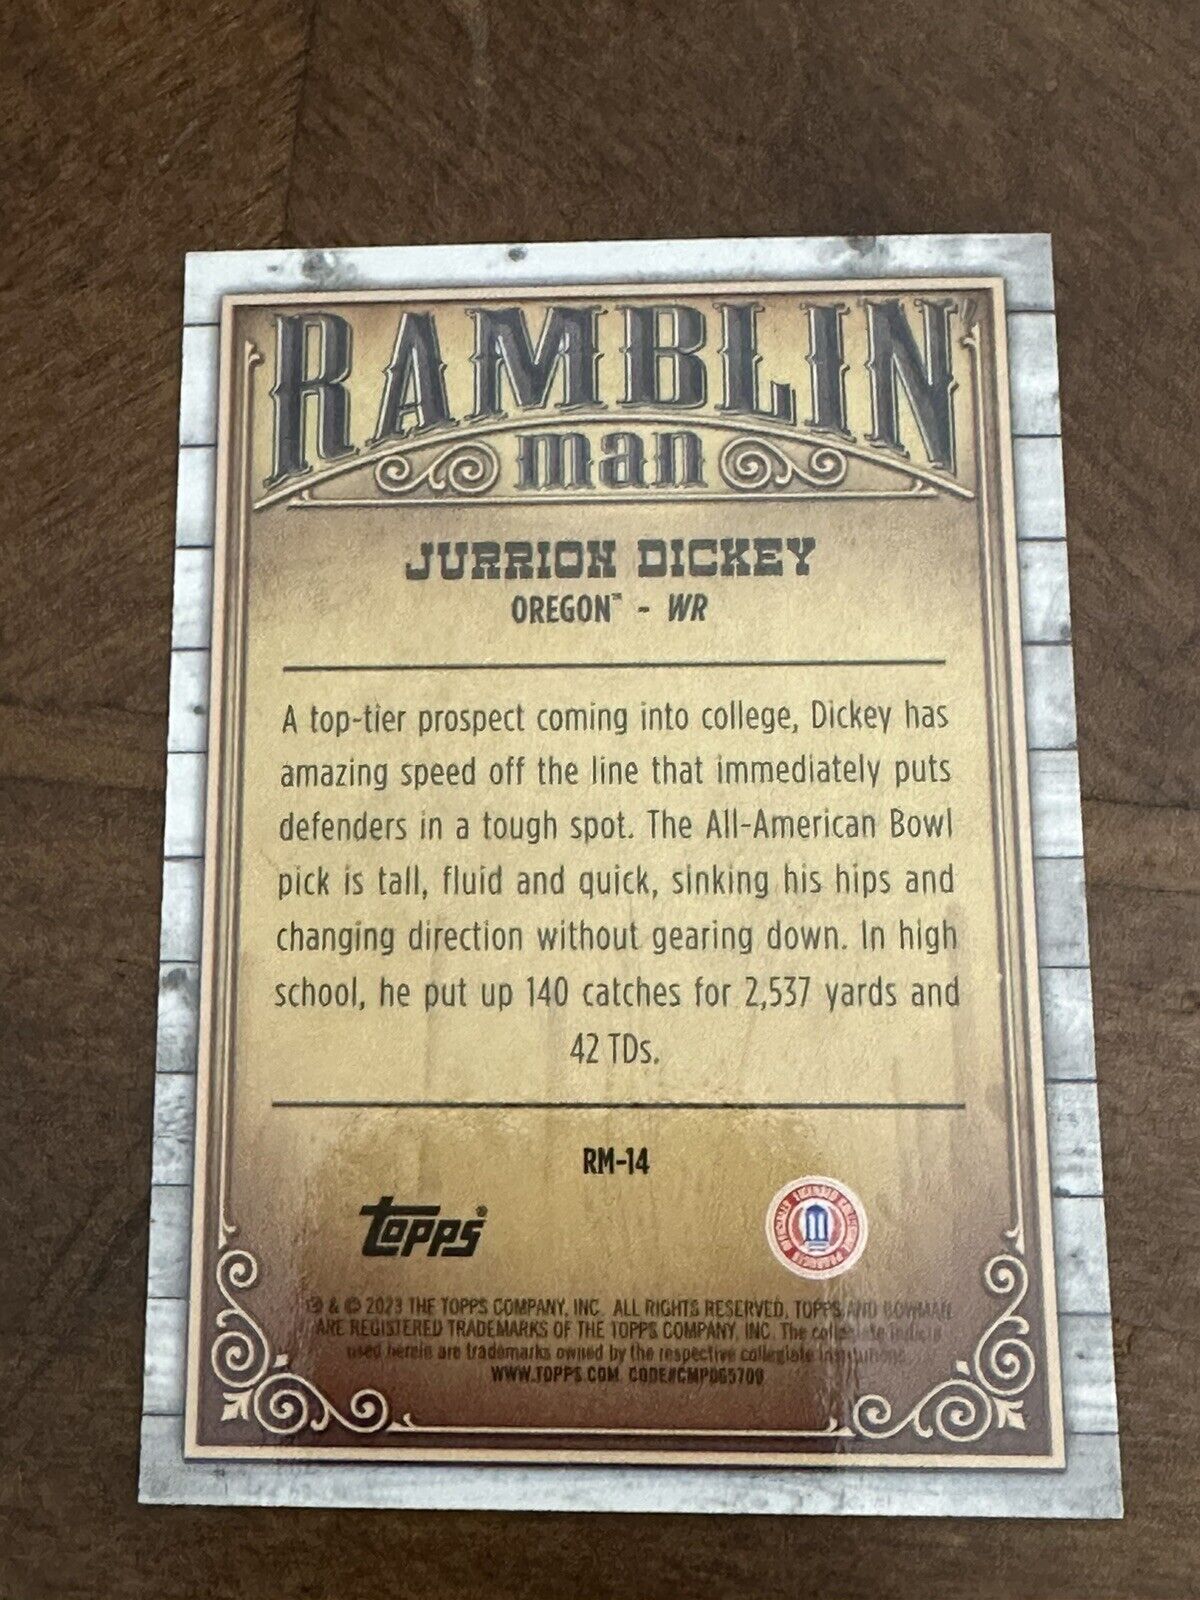 RAMBLIN'
man
JURRION DICKEY
OREGON™ - WR
A top-tier prospect coming into college, Dickey has
amazing speed off the line that immediately puts
defenders in a tough spot. The All-American Bowl
pick is tall, fluid and quick, sinking his hips and
changing direction without gearing down. In high
school, he put up 140 catches for 2,537 yards and
42 TDs.
RM-14
topps®
& © 2023 THE TOPPS COMPANY, INC. ALL RIGHTS RESERVED. TOPPS AND BOWMAN
ARE REGISTERED TRADEMARKS OF THE TOPPS COMPANY, INC. The collegiate indicia
used herein are trademarks owned by the respective collegiate institutions.
WWW.TOPPS.COM CODE#CMP065709